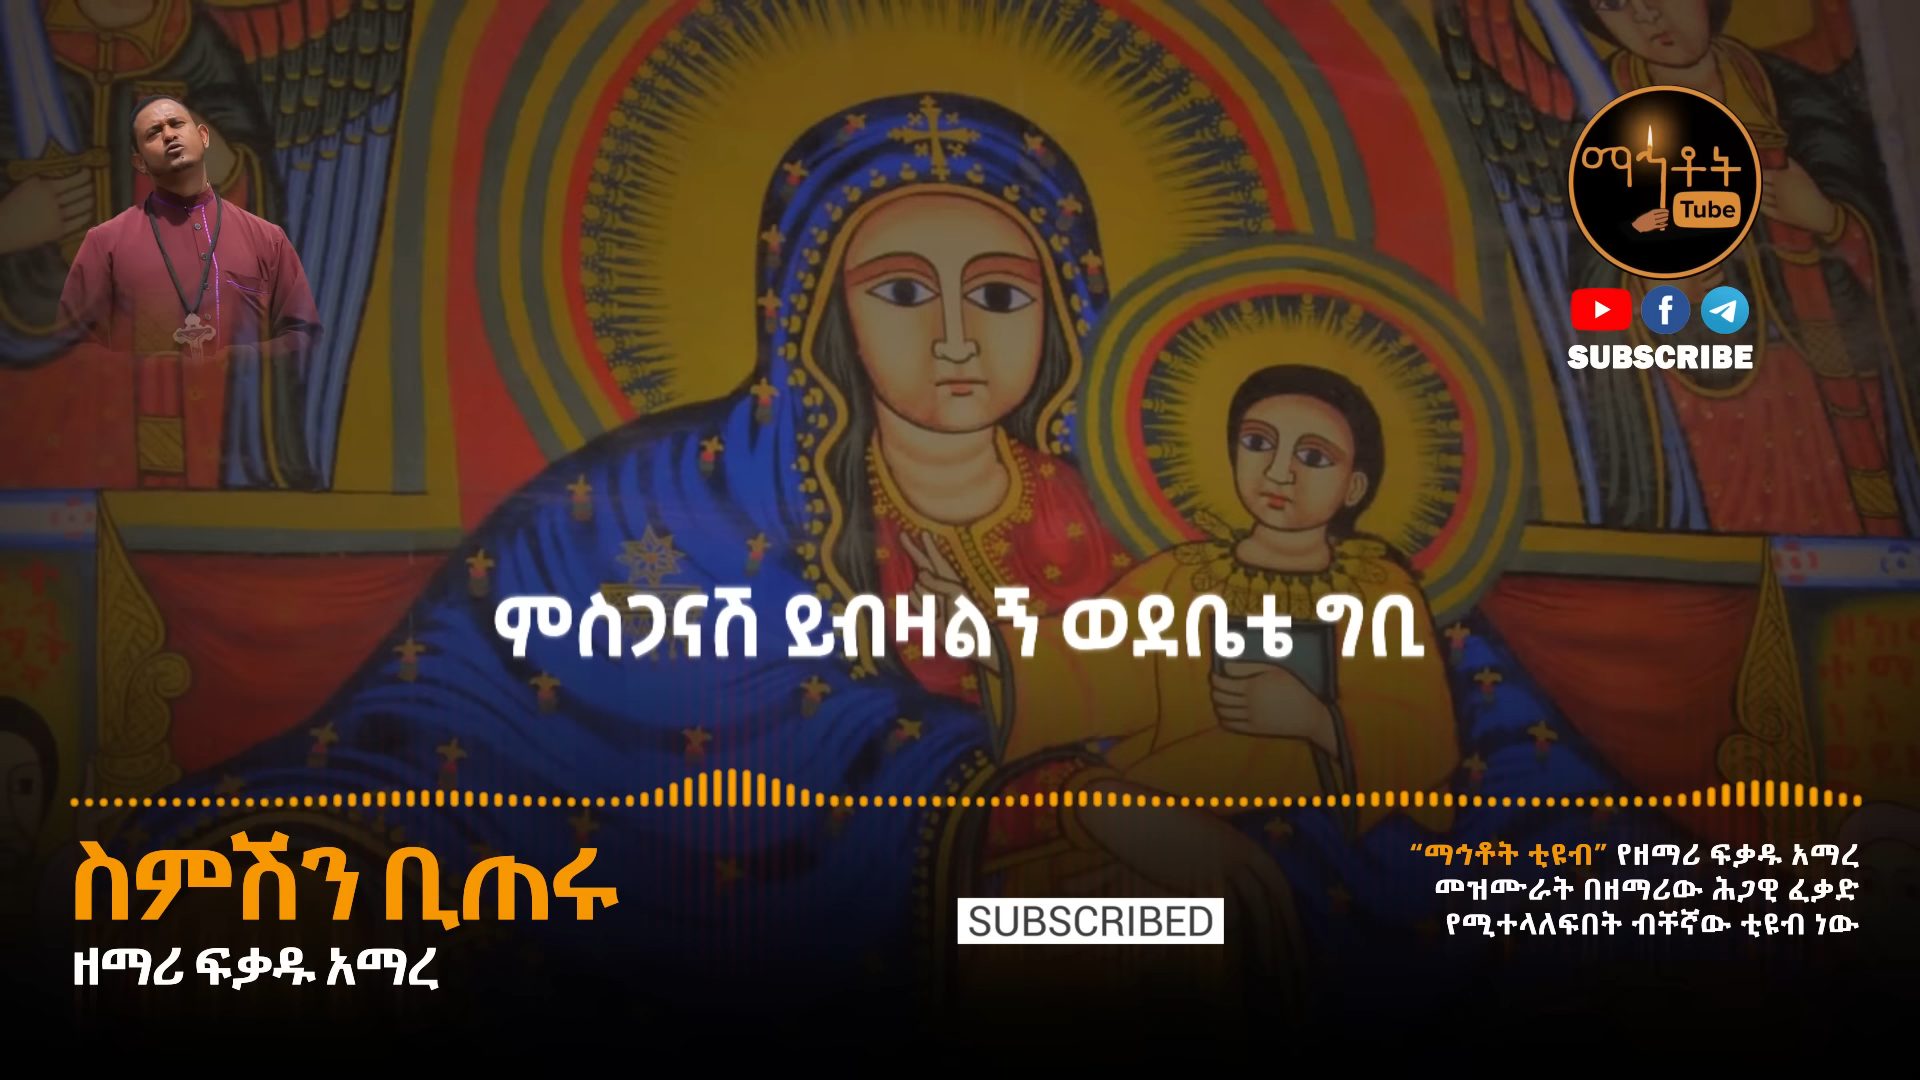 ማኅቶት
Tube
SUBSCRIBE
ምስጋናሽ ይብዛልኝ ወደቤቴ ግቢ
ስምሽን ቢጠሩ
ዘማሪ ፍቃዱ አማረ
SUBSCRIBED
“ማኅቶት ቲዩብ” የዘማሪ ፍቃዱ አማረ
መዝሙራት በዘማሪው ሕጋዊ ፈቃድ
የሚተላለፍበት ብቸኛው ቲዩብ ነው